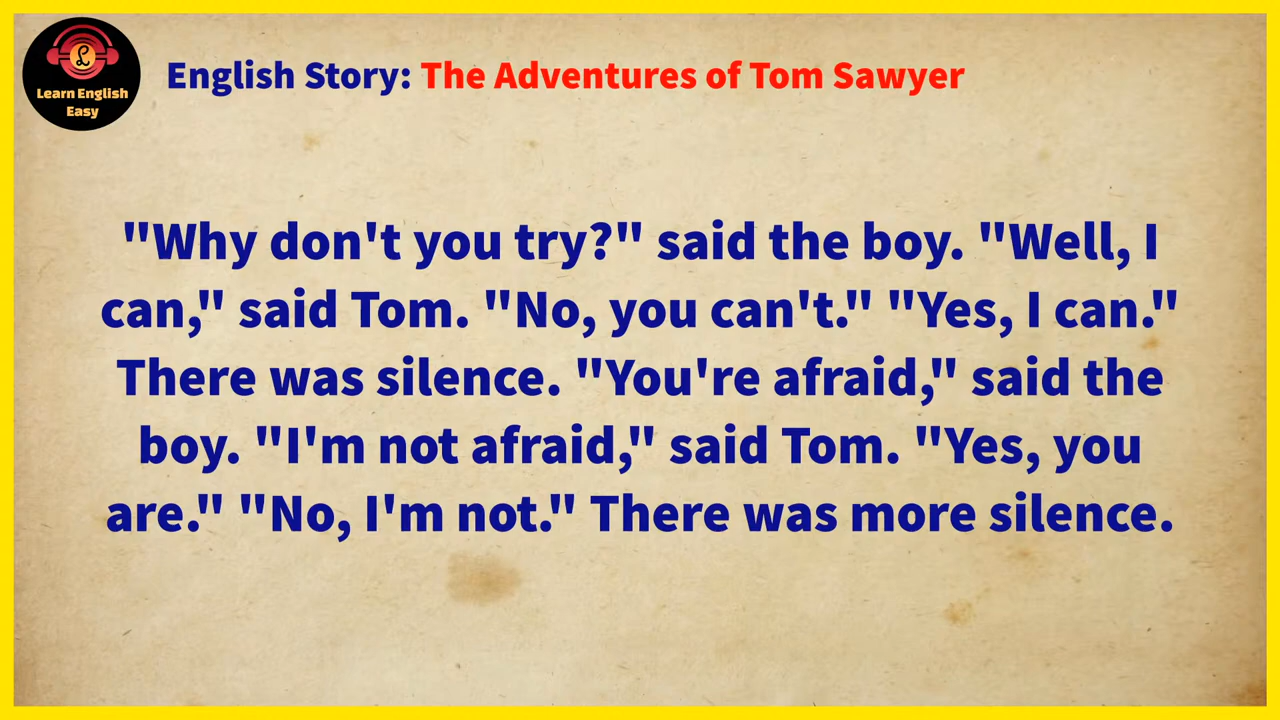 Learn English
Easy
English Story: The Adventures of Tom Sawyer
"Why don't you try?" said the boy. "Well, I
can," said Tom. "No, you can't." "Yes, I can."
There was silence. "You're afraid," said the
boy. "I'm not afraid," said Tom. "Yes, you
are." "No, I'm not." There was more silence.